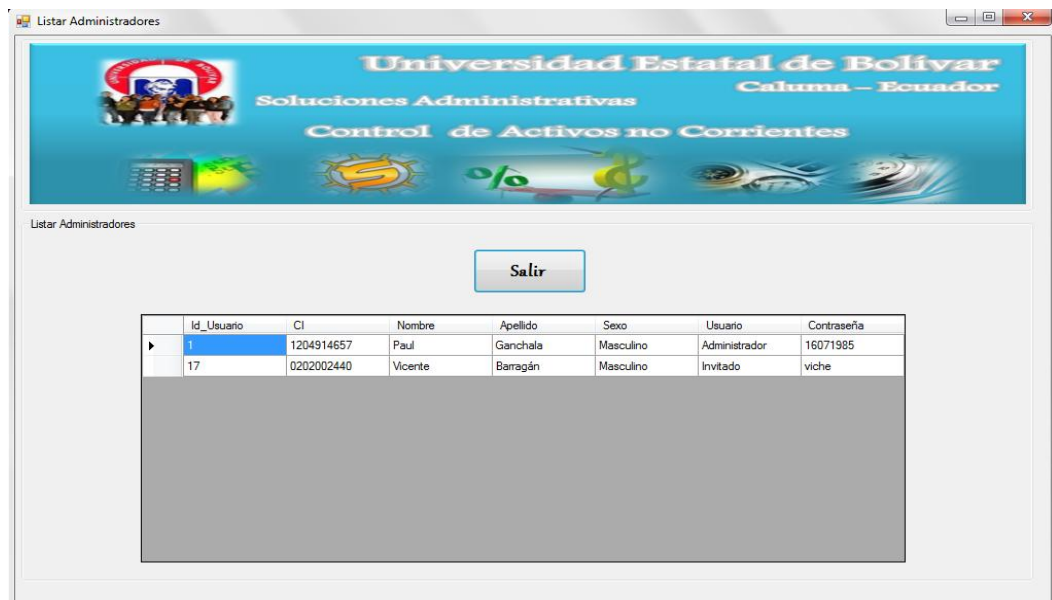 Listar Administradores
Universidad Estatal de Bolívar
Caluma – Ecuador
Soluciones Administrativas
Control de Activos no Corrientes
%
Listar Administradores
Salir
Id_Usuario CI Nombre Apellido Sexo Usuario Contraseña
1 1204914657 Paul Ganchala Masculino Administrador 16071985
17 0202002440 Vicente Barragán Masculino Invitado viche